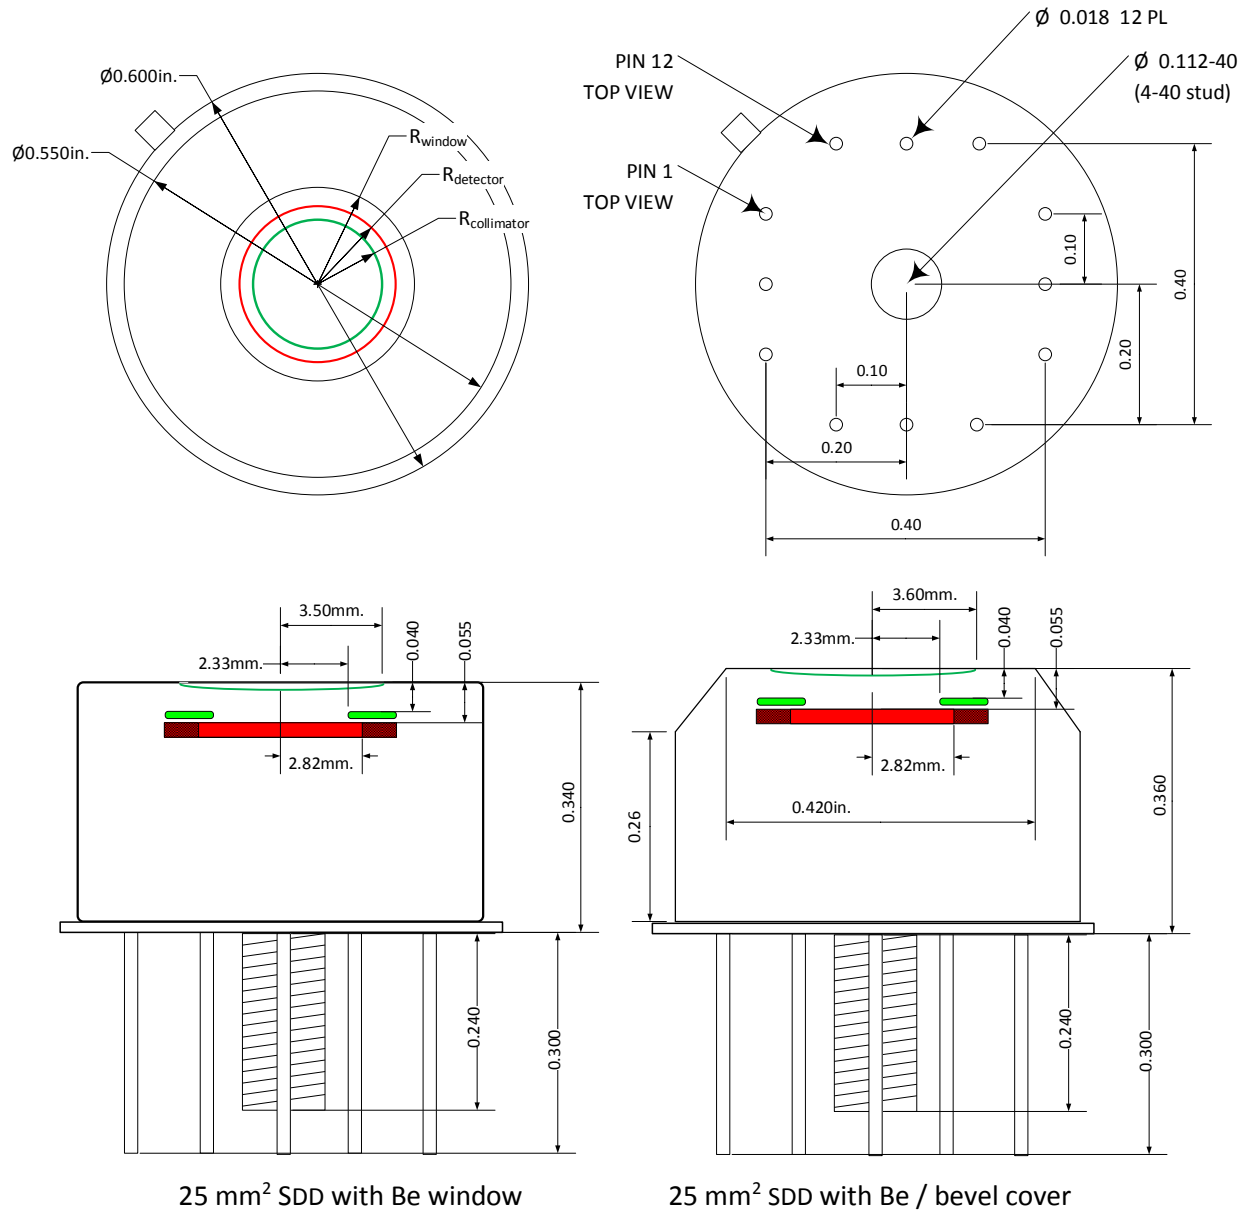 Ø0.600in.
Ø0.550in.
Rwindow
Rdetector
Rcollimator
Ø 0.018 12 PL
PIN 12
TOP VIEW
Ø 0.112-40
(4-40 stud)
PIN 1
TOP VIEW
0.10
0.40
0.20
0.10
0.20
0.40
3.50mm.
2.33mm.
0.040
0.055
2.82mm.
0.340
0.240
0.300
25 mm² SDD with Be window
3.60mm.
2.33mm.
0.040
0.055
2.82mm.
0.420in.
0.26
0.360
0.240
0.300
25 mm² SDD with Be / bevel cover